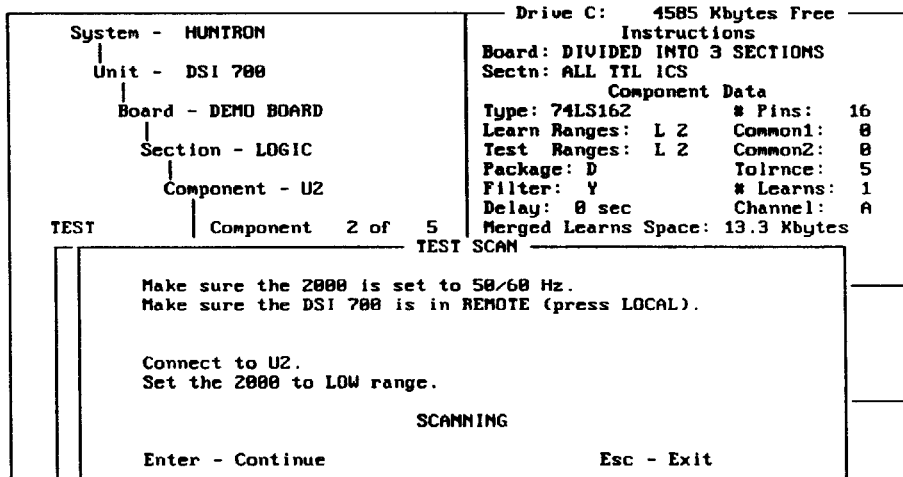 System - HUNTRON
Unit - DSI 700
Board - DEMO BOARD
Section - LOGIC
Component - U2
TEST Component 2 of 5
Drive C: 4585 Kbytes Free
Instructions
Board: DIVIDED INTO 3 SECTIONS
Sectn: ALL TTL ICS
Component Data
Type: 74LS162 # Pins: 16
Learn Ranges: L 2 Common1: 0
Test Ranges: L 2 Common2: 0
Package: D Tolrnce: 5
Filter: Y # Learns: 1
Delay: 0 sec Channel: A
Merged Learns Space: 13.3 Kbytes
TEST SCAN
Make sure the 2000 is set to 50/60 Hz.
Make sure the DSI 700 is in REMOTE (press LOCAL).
Connect to U2.
Set the 2000 to LOW range.
SCANNING
Enter - Continue Esc - Exit